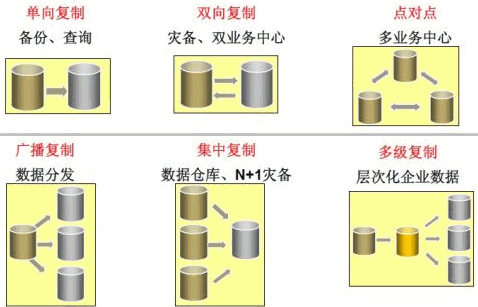 单向复制
备份、查询
双向复制
灾备、双业务中心
点对点
多业务中心
广播复制
数据分发
集中复制
数据仓库、N+1灾备
多级复制
层次化企业数据